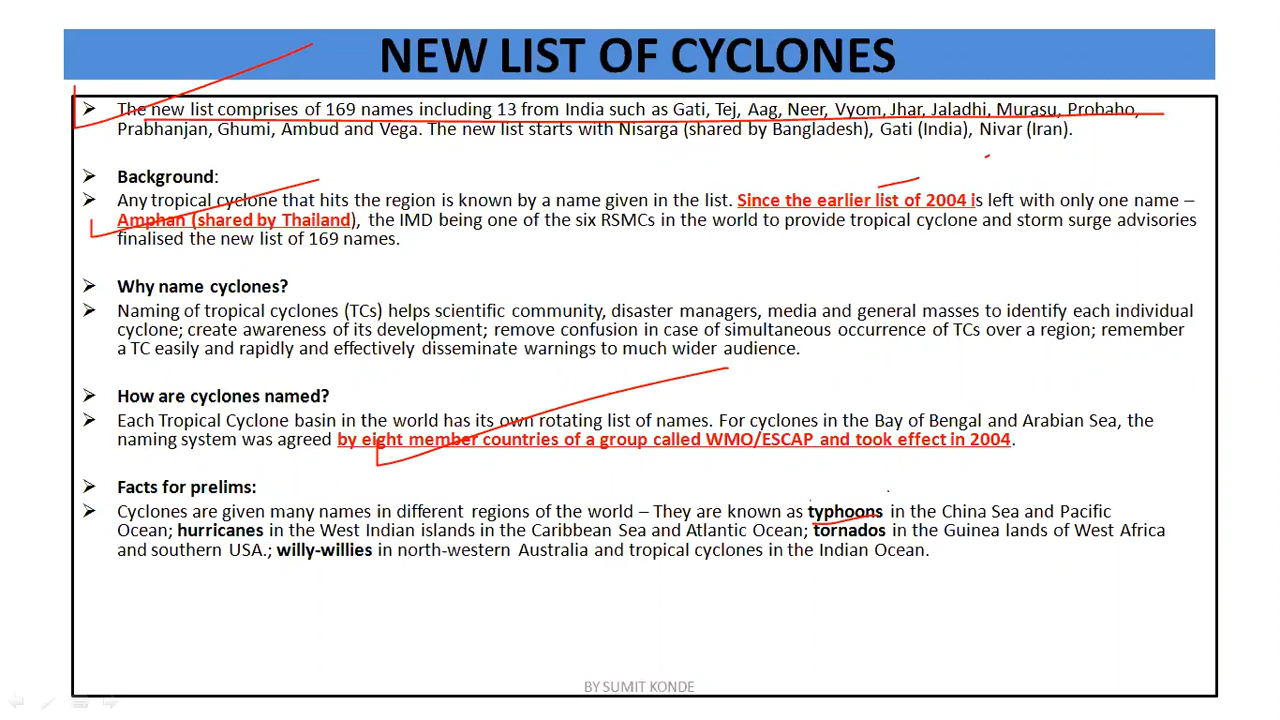 NEW LIST OF CYCLONES
➢ The new list comprises of 169 names including 13 from India such as Gati, Tej, Aag, Neer, Vyom, Jhar, Jaladhi, Murasu, Probaho,
Prabhanjan, Ghumi, Ambud and Vega. The new list starts with Nisarga (shared by Bangladesh), Gati (India), Nivar (Iran).
➢ Background:
➢ Any tropical cyclone that hits the region is known by a name given in the list. Since the earlier list of 2004 is left with only one name –
Amphan (shared by Thailand), the IMD being one of the six RSMCs in the world to provide tropical cyclone and storm surge advisories
finalised the new list of 169 names.
➢ Why name cyclones?
➢ Naming of tropical cyclones (TCs) helps scientific community, disaster managers, media and general masses to identify each individual
cyclone; create awareness of its development; remove confusion in case of simultaneous occurrence of TCs over a region; remember
a TC easily and rapidly and effectively disseminate warnings to much wider audience.
➢ How are cyclones named?
➢ Each Tropical Cyclone basin in the world has its own rotating list of names. For cyclones in the Bay of Bengal and Arabian Sea, the
naming system was agreed by eight member countries of a group called WMO/ESCAP and took effect in 2004.
➢ Facts for prelims:
➢ Cyclones are given many names in different regions of the world – They are known as typhoons in the China Sea and Pacific
Ocean; hurricanes in the West Indian islands in the Caribbean Sea and Atlantic Ocean; tornados in the Guinea lands of West Africa
and southern USA.; willy-willies in north-western Australia and tropical cyclones in the Indian Ocean.
BY SUMIT KONDE